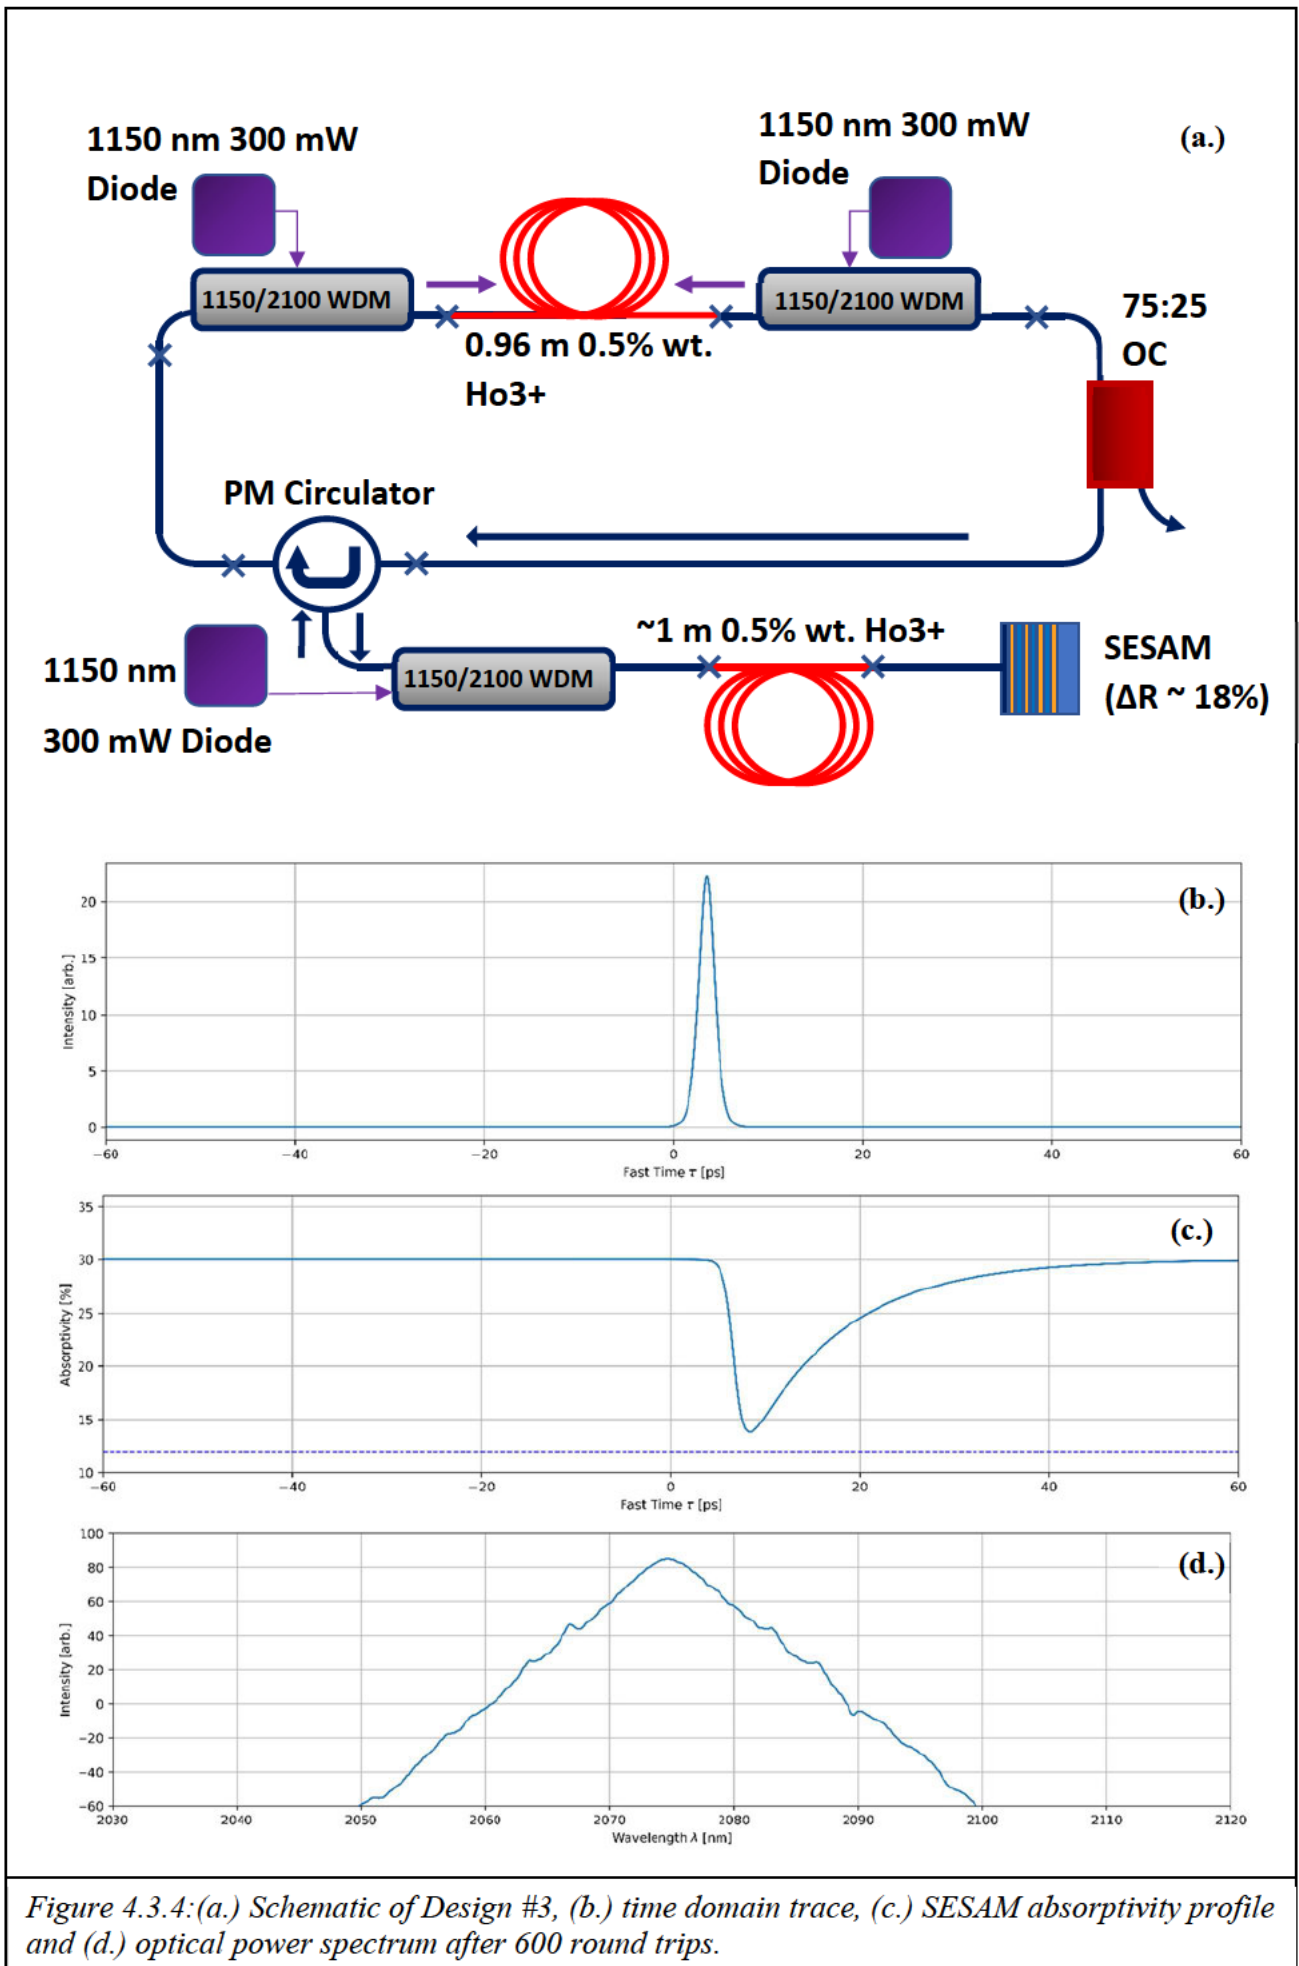 1150 nm 300 mW
Diode
1150 nm 300 mW
Diode
(a.)
1150/2100 WDM
1150/2100 WDM
75:25
OC
0.96 m 0.5% wt.
Ho3+
PM Circulator
~1 m 0.5% wt. Ho3+
1150 nm
300 mW Diode
1150/2100 WDM
SESAM
(ΔR ~ 18%)
(b.)
Intensity [arb.]
20
15
10
5
0
−60 −40 −20 0 20 40 60
Fast Time τ [ps]
(c.)
Absorptivity [%]
35
30
25
20
15
10
−60 −40 −20 0 20 40 60
Fast Time τ [ps]
(d.)
Intensity [arb.]
100
80
60
40
20
0
−20
−40
−60
2030 2040 2050 2060 2070 2080 2090 2100 2110 2120
Wavelength λ [nm]
Figure 4.3.4:(a.) Schematic of Design #3, (b.) time domain trace, (c.) SESAM absorptivity profile
and (d.) optical power spectrum after 600 round trips.